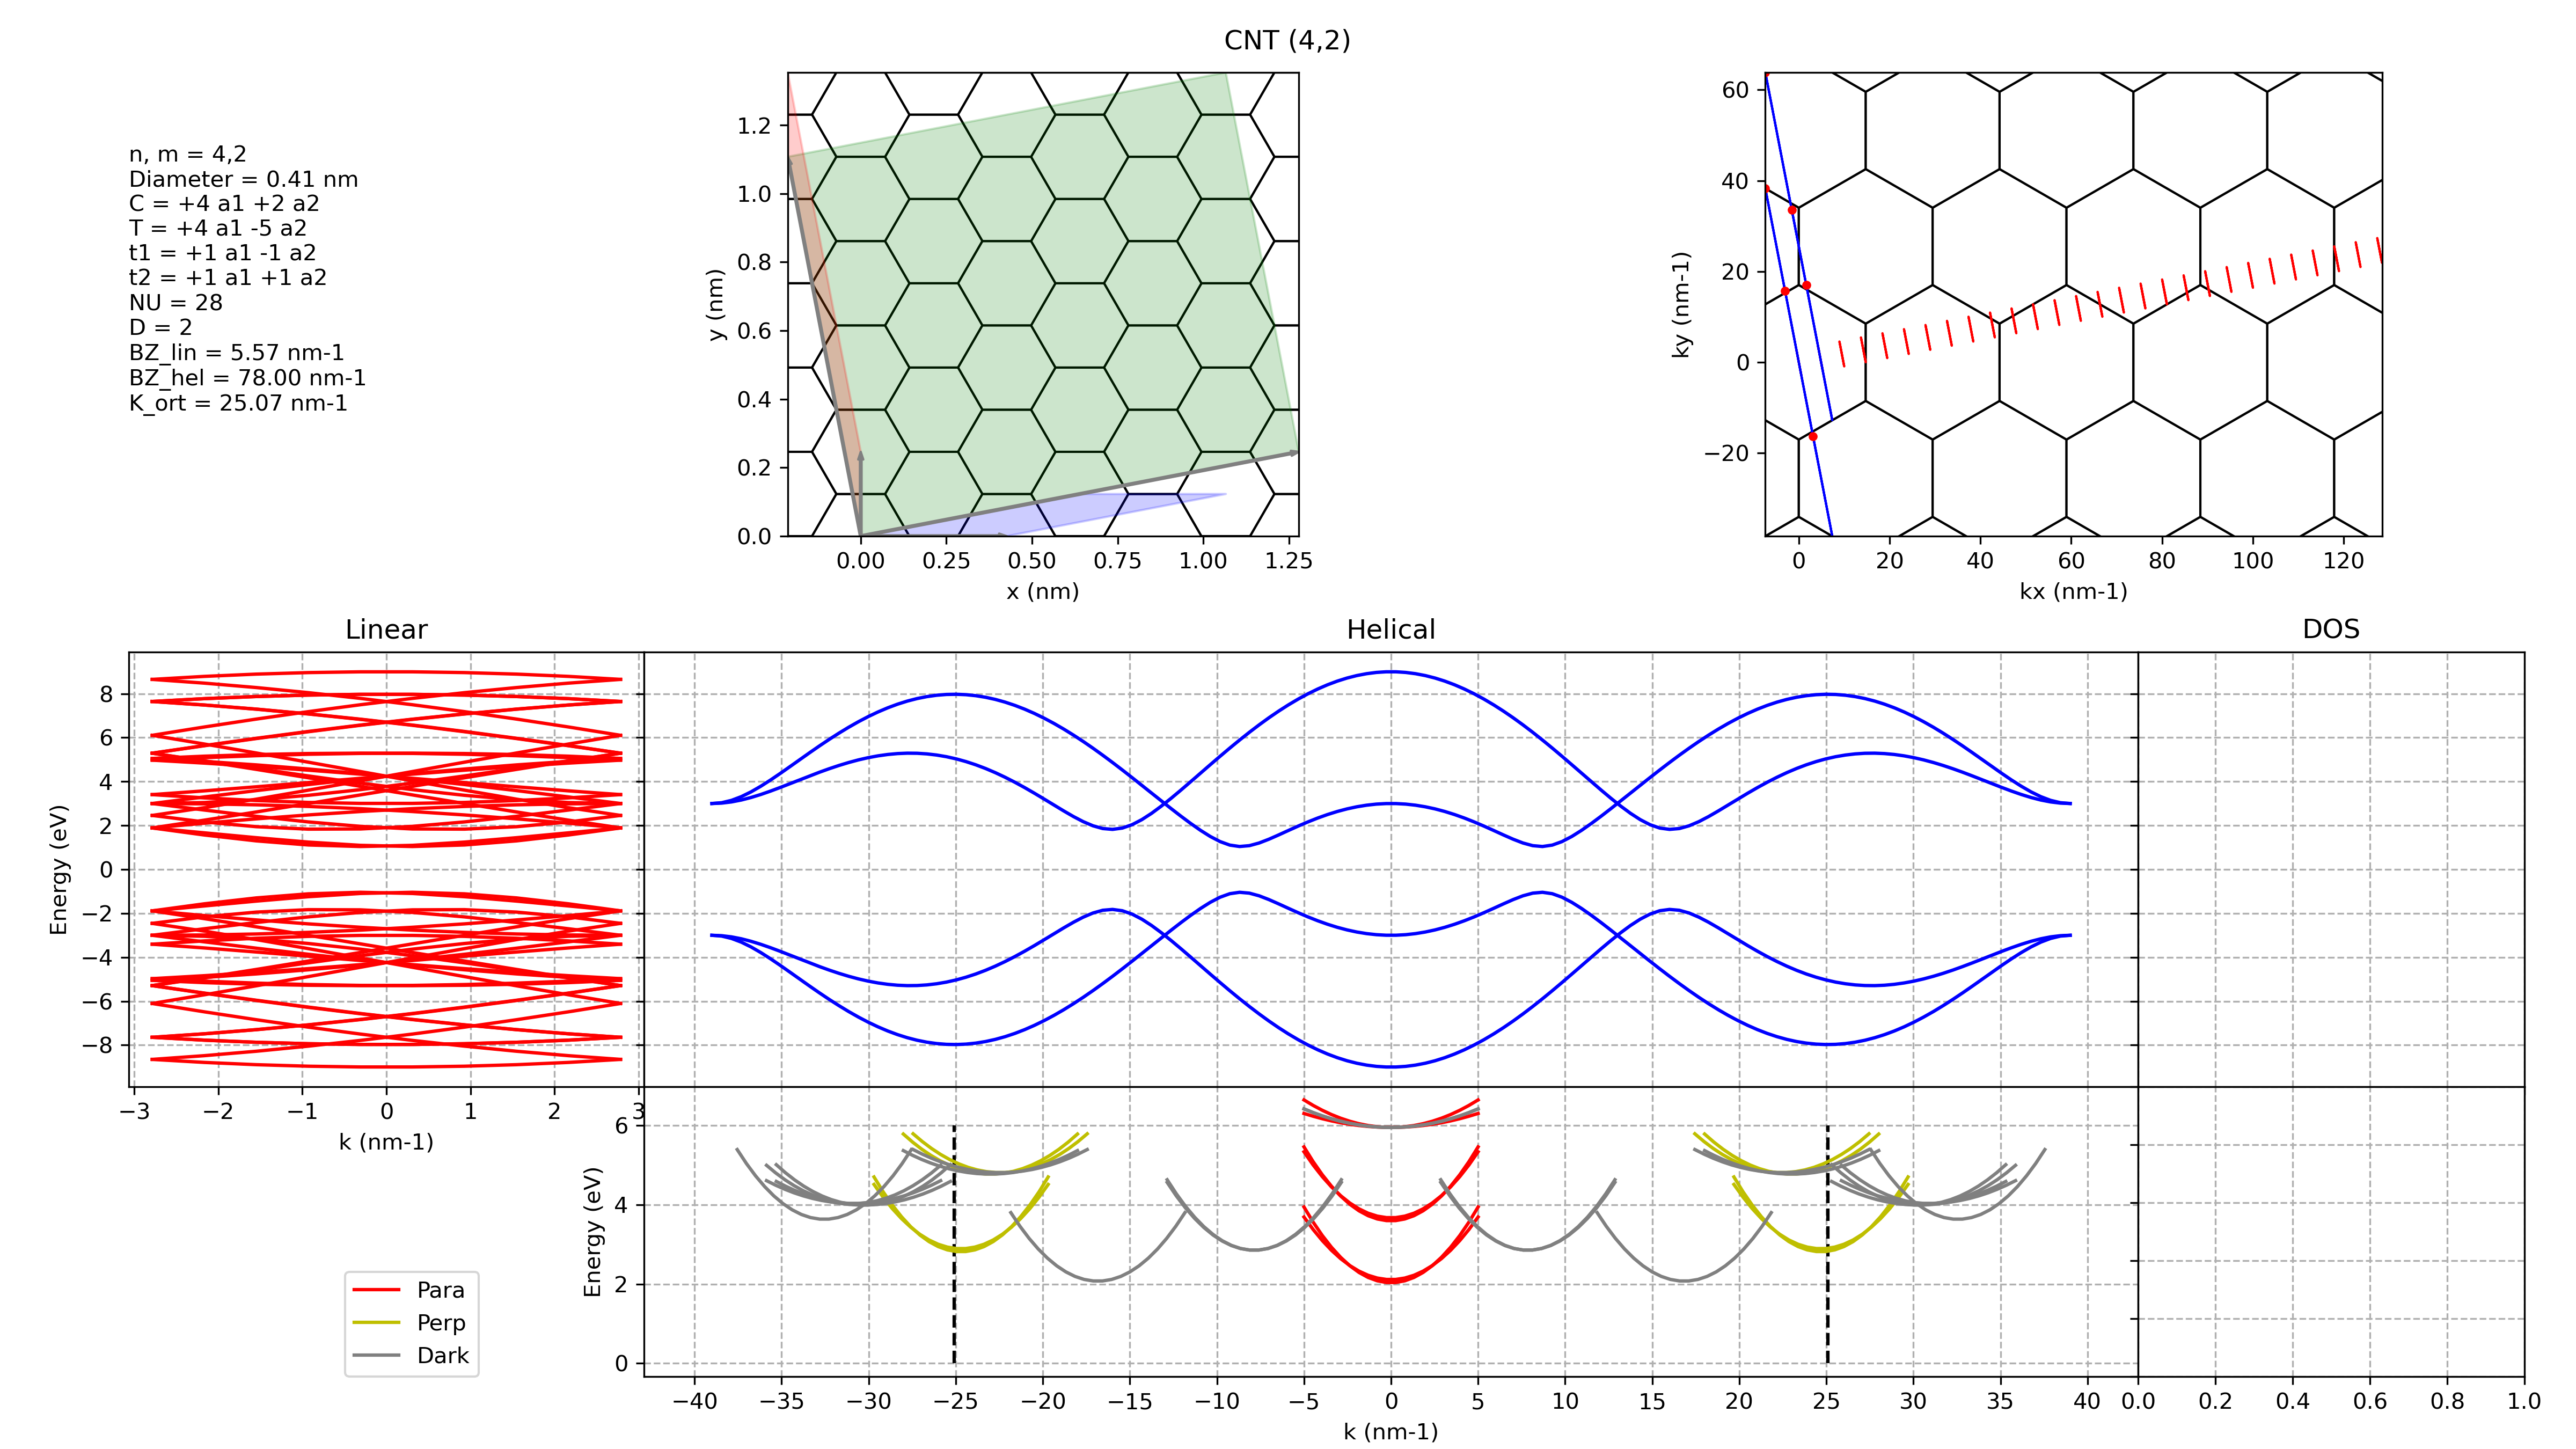 CNT (4,2)
n, m = 4,2
Diameter = 0.41 nm
C = +4 a1 +2 a2
T = +4 a1 -5 a2
t1 = +1 a1 -1 a2
t2 = +1 a1 +1 a2
NU = 28
D = 2
BZ_lin = 5.57 nm-1
BZ_hel = 78.00 nm-1
K_ort = 25.07 nm-1
y (nm)
1.2
1.0
0.8
0.6
0.4
0.2
0.0
0.00 0.25 0.50 0.75 1.00 1.25
x (nm)
ky (nm-1)
60
40
20
0
−20
0 20 40 60 80 100 120
kx (nm-1)
Linear
Energy (eV)
8
6
4
2
0
−2
−4
−6
−8
−3 −2 −1 0 1 2 3
k (nm-1)
Helical
DOS
Energy (eV)
6
4
2
0
−40 −35 −30 −25 −20 −15 −10 −5 0 5 10 15 20 25 30 35 40
k (nm-1)
0.0 0.2 0.4 0.6 0.8 1.0
Para
Perp
Dark